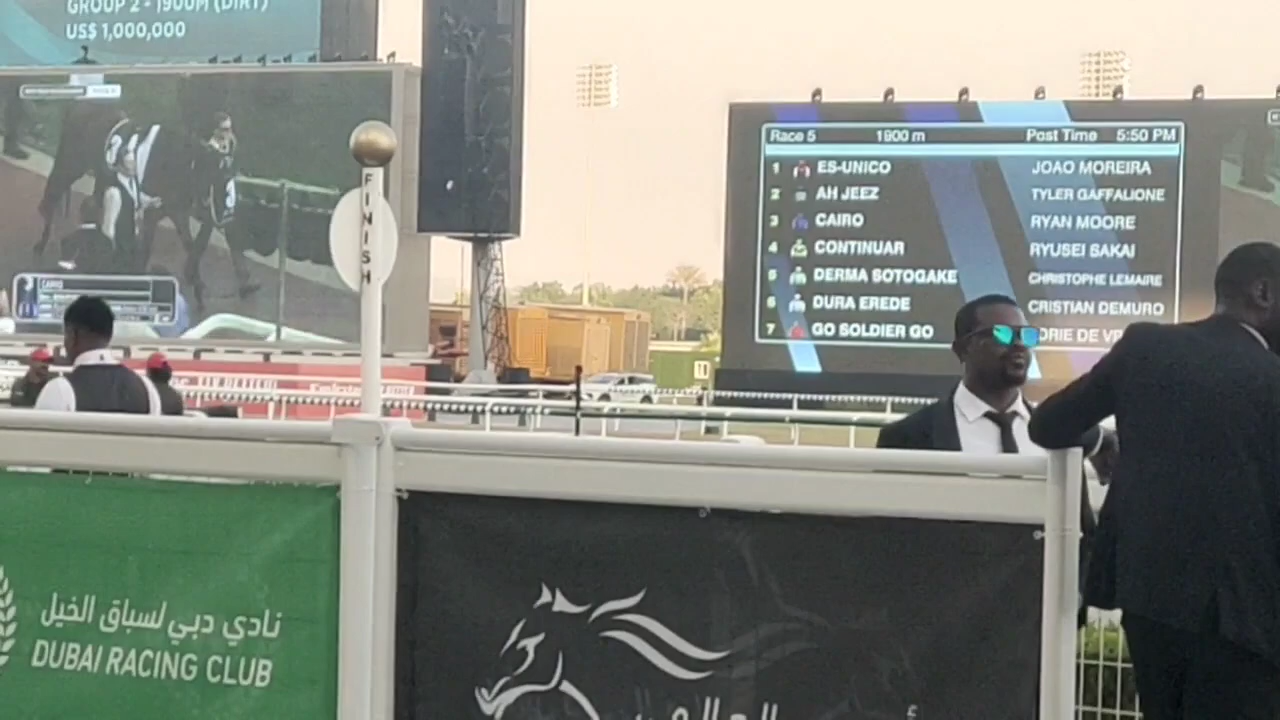 GROUP 2 - 1900M (DIRT)
US$ 1,000,000
FINISH
Race 5 1900 m Post Time 5:50 PM
1 ES-UNICO JOAO MOREIRA
2 AH JEEZ TYLER GAFFALIONE
3 CAIRO RYAN MOORE
4 CONTINUAR RYUSEI SAKAI
5 DERMA SOTOGAKE CHRISTOPHE LEMAIRE
6 DURA EREDE CRISTIAN DEMURO
7 GO SOLDIER GO
CAIRO
11
نادي دبي لسباق الخيل
DUBAI RACING CLUB